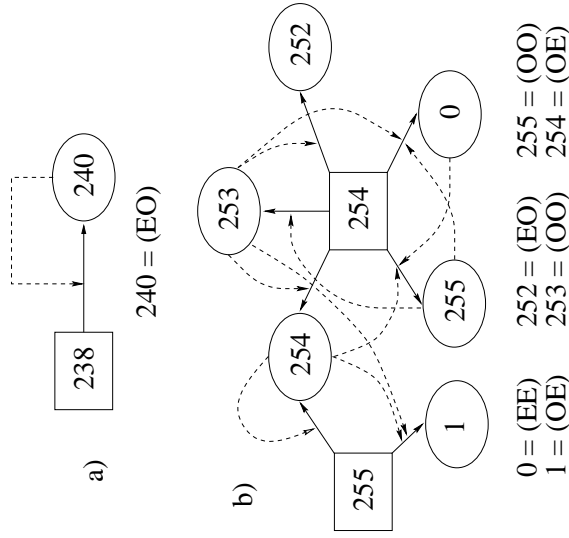 a)
238
240
240 = (EO)
b)
253
254
252
255
254
1
255
0
0 = (EE) 252 = (EO) 255 = (OO)
1 = (OE) 253 = (OO) 254 = (OE)